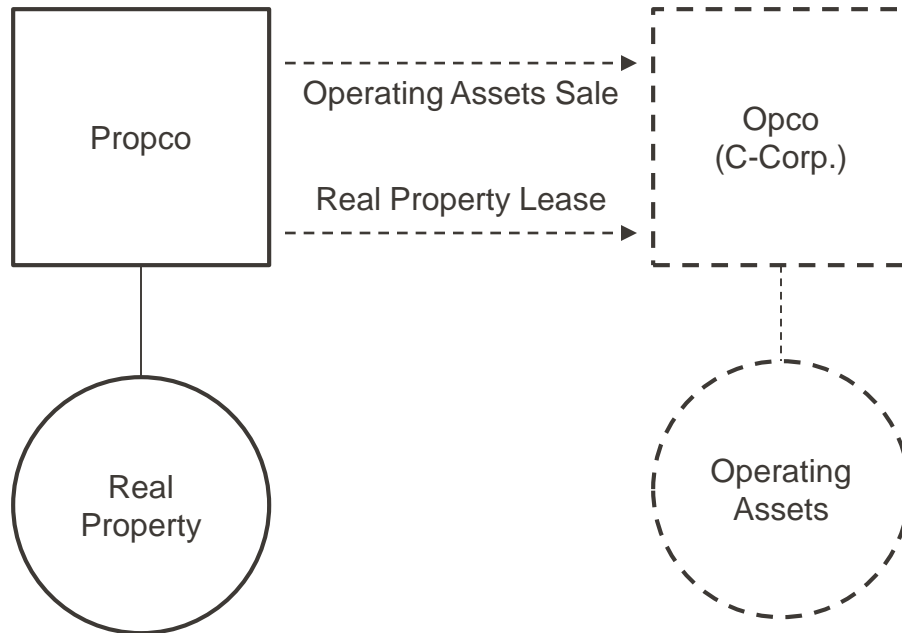 Propco
Operating Assets Sale
Real Property Lease
Opco
(C-Corp.)
Real
Property
Operating
Assets